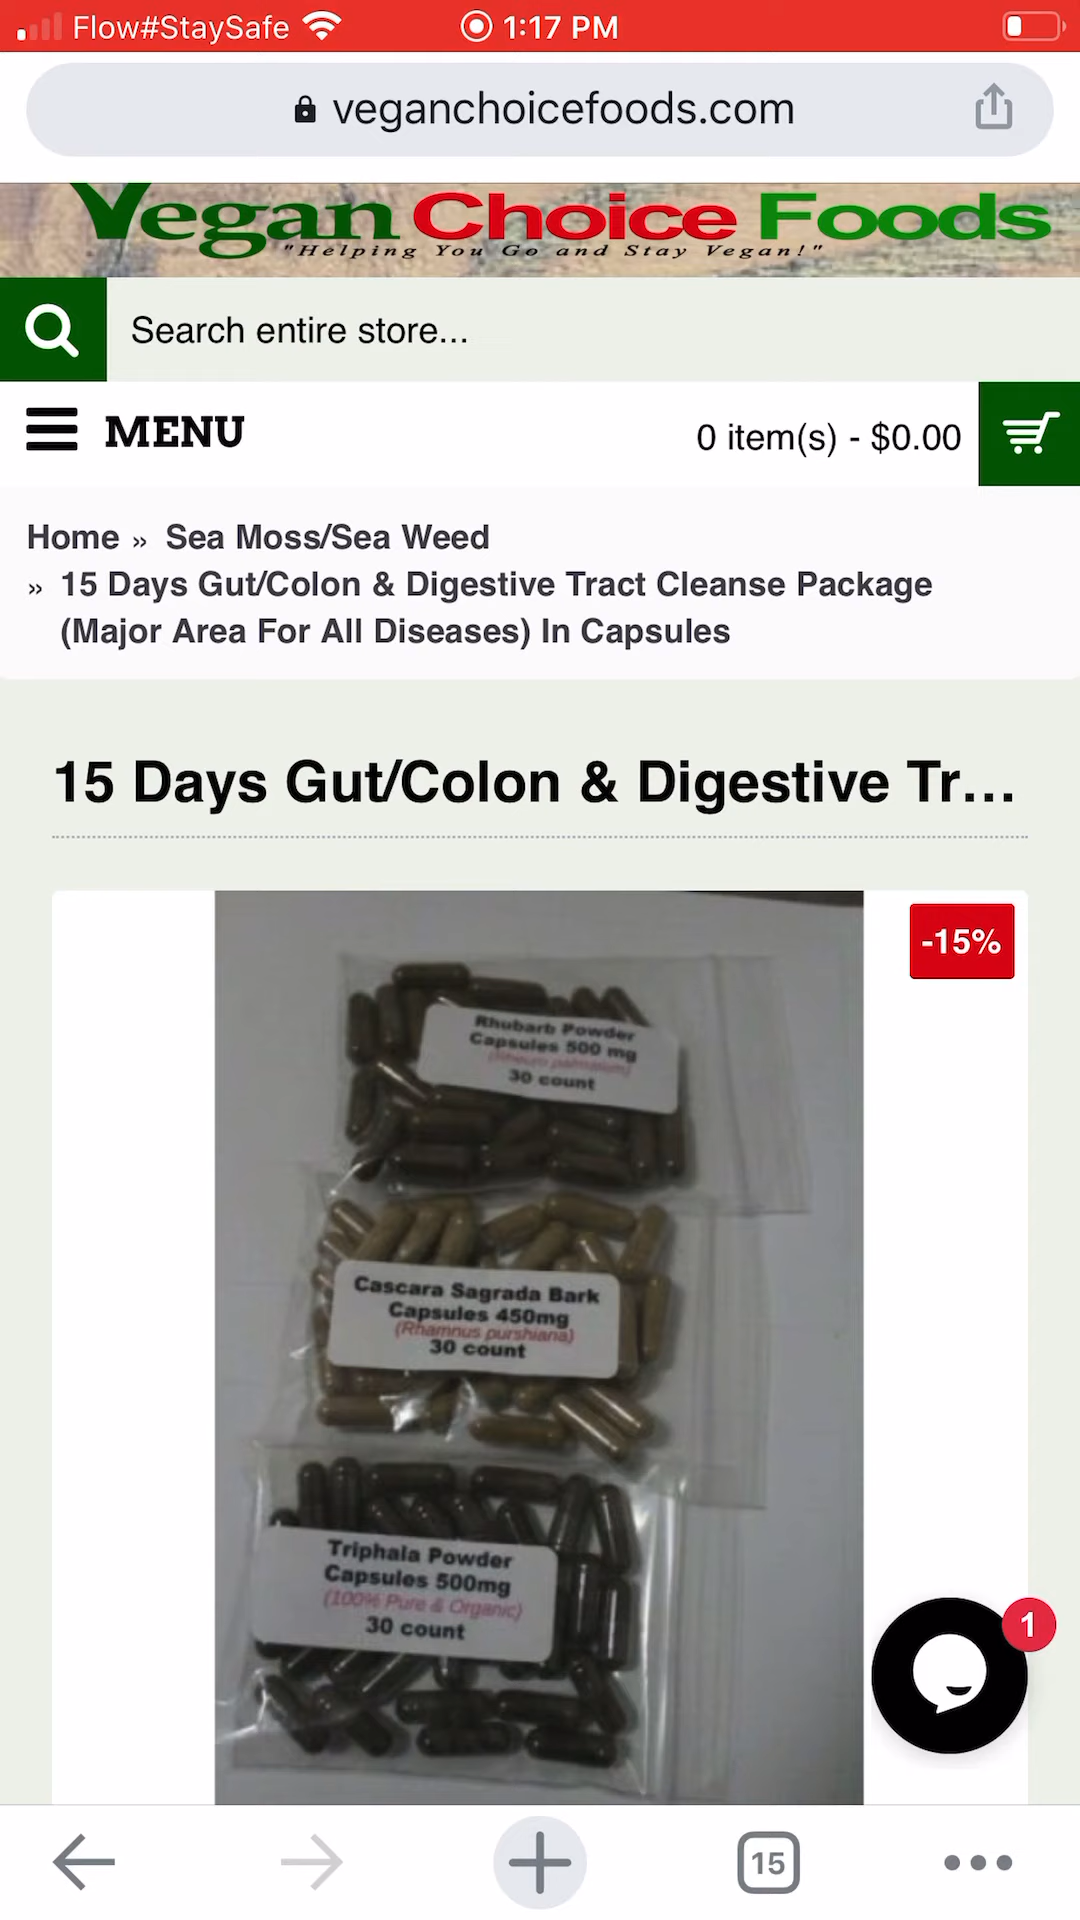 Flow#StaySafe 1:17 PM
veganchoicefoods.com
Vegan Choice Foods
"Helping You Go and Stay Vegan!"
Search entire store...
MENU 0 item(s) - $0.00
Home » Sea Moss/Sea Weed
» 15 Days Gut/Colon & Digestive Tract Cleanse Package
(Major Area For All Diseases) In Capsules
15 Days Gut/Colon & Digestive Tr...
-15%
Rhubarb Powder
Capsules 500 mg
30 count
Cascara Sagrada Bark
Capsules 450mg
(Rhamnus purshiana)
30 count
Triphala Powder
Capsules 500mg
(100% Pure & Organic)
30 count
1
15